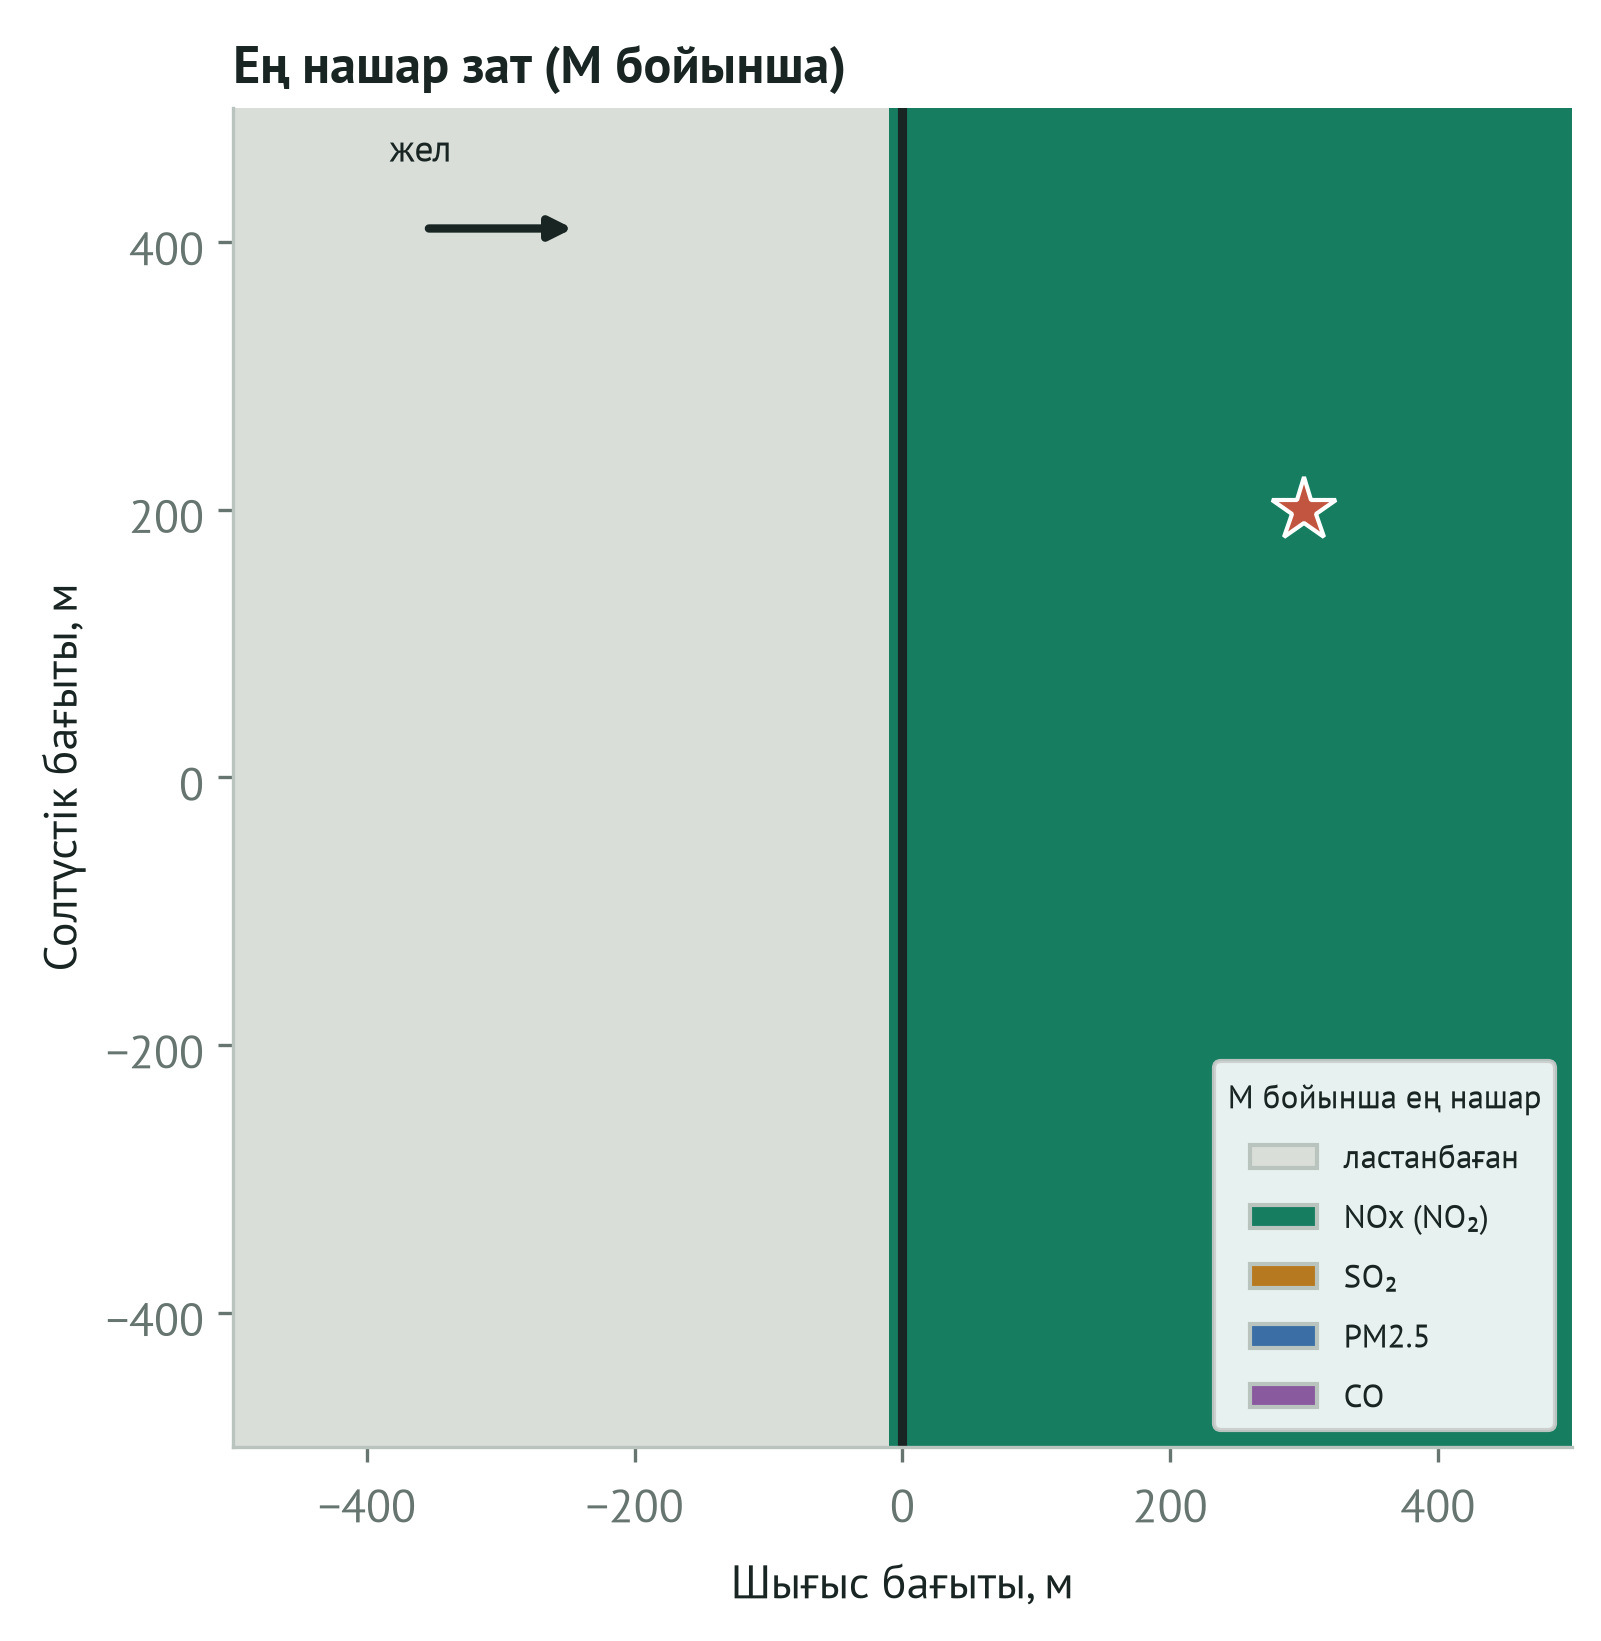 Ең нашар зат (M бойынша)
жел
400
200
0
−200
−400
Солтүстік бағыты, м
−400
−200
0
200
400
Шығыс бағыты, м
M бойынша ең нашар
ластанбаған
NOx (NO₂)
SO₂
PM2.5
CO